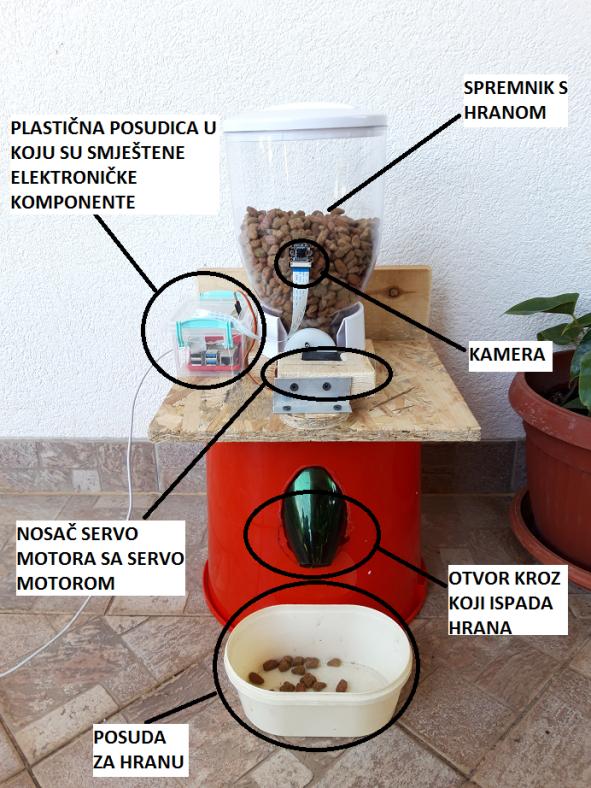 SPREMNIK S
HRANOM
PLASTIČNA POSUDICA U
KOJU SU SMJEŠTENE
ELEKTRONIČKE
KOMPONENTE
KAMERA
NOSAČ SERVO
MOTORA SA SERVO
MOTOROM
OTVOR KROZ
KOJI ISPADA
HRANA
POSUDA
ZA HRANU